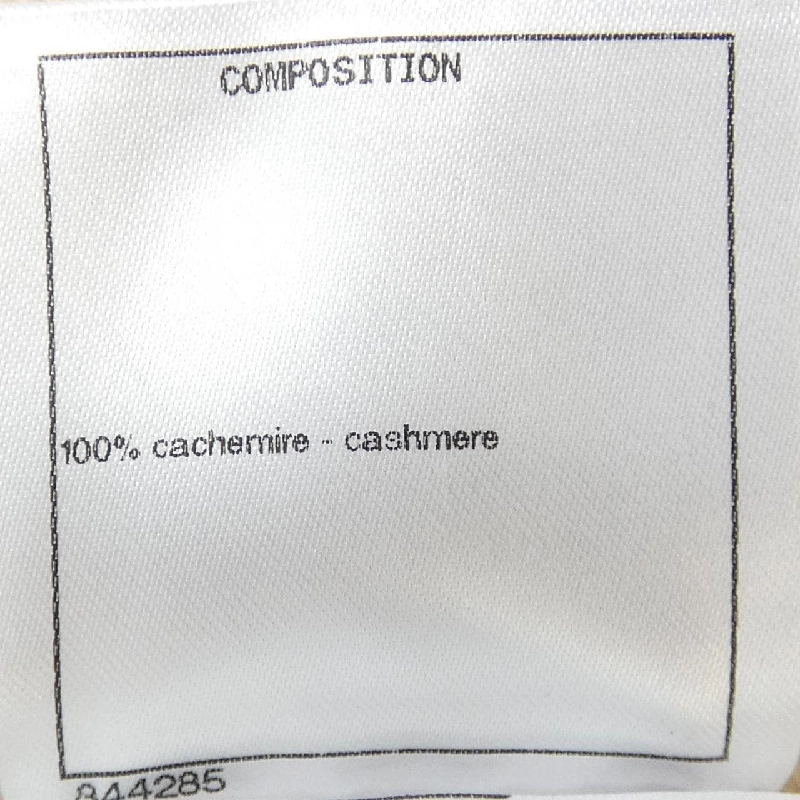 COMPOSITION
100% cachemire - cashmere
844285